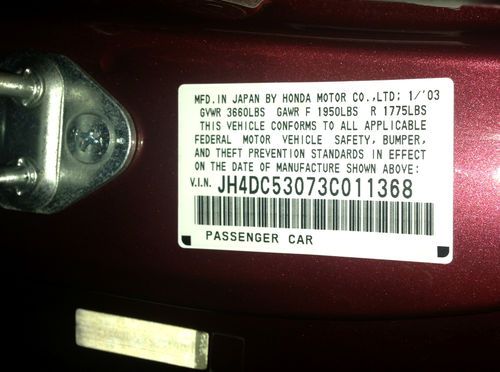 MFD.IN JAPAN BY HONDA MOTOR CO.,LTD; 1/'03
GVWR 3660LBS GAWR F 1950LBS R 1775LBS
THIS VEHICLE CONFORMS TO ALL APPLICABLE
FEDERAL MOTOR VEHICLE SAFETY, BUMPER,
AND THEFT PREVENTION STANDARDS IN EFFECT
ON THE DATE OF MANUFACTURE SHOWN ABOVE:
V.I.N. JH4DC53073C011368
PASSENGER CAR